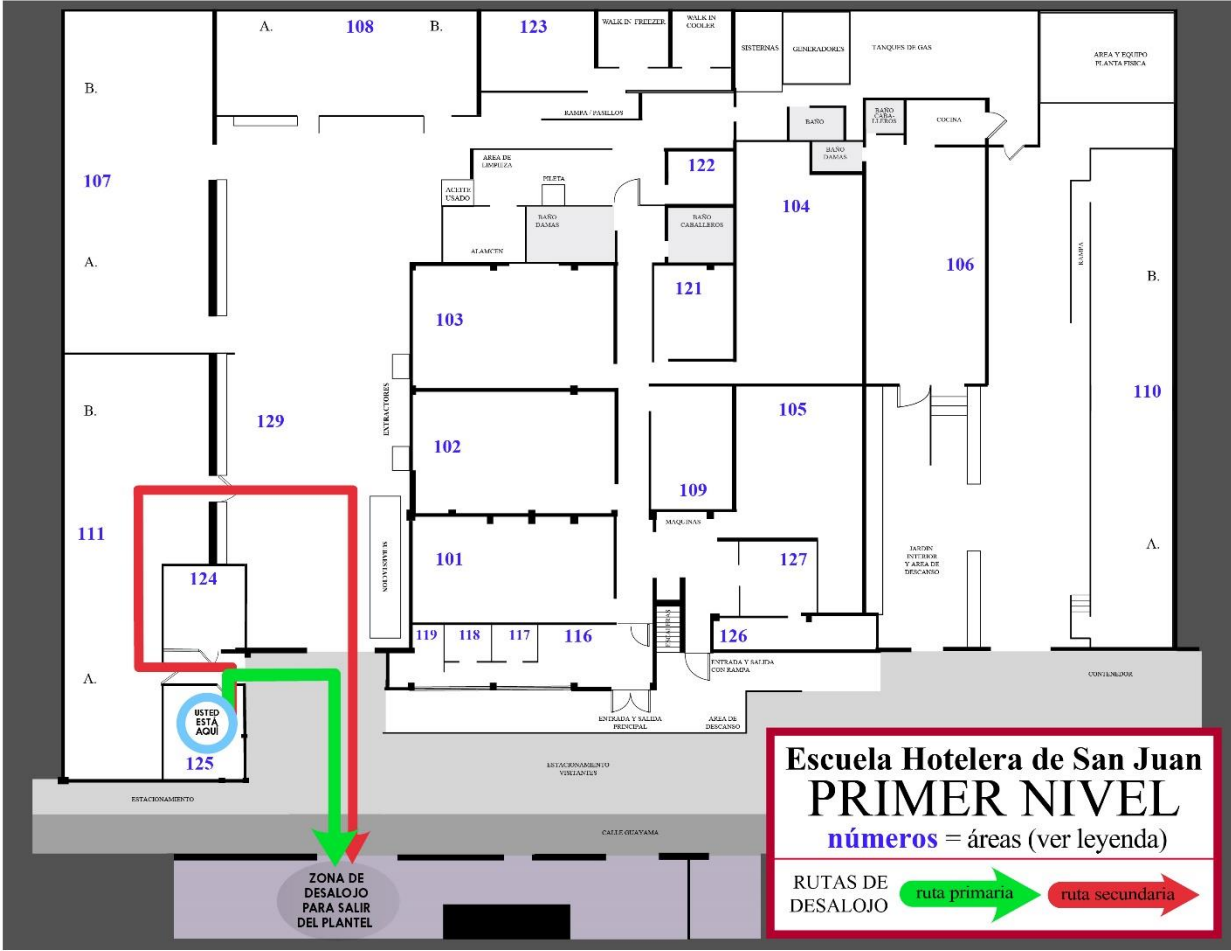 A.
108
B.
123
WALK IN FREEZER
WALK IN
COOLER
SISTERNAS
GENERADORES
TANQUES DE GAS
AREA Y EQUIPO
PLANTA FISICA
B.
RAMPA / PASILLOS
BAÑO
BAÑO
CABA-
LLEROS
COCINA
AREA DE
LIMPIEZA
BAÑO
DAMAS
107
ACEITE
USADO
PILETA
122
104
BAÑO
DAMAS
BAÑO
CABALLEROS
ALAMCEN
RAMPA
A.
106
B.
121
103
EXTRACTORES
B.
129
105
110
102
109
MAQUINAS
111
SUBAESTACION
101
127
JARDIN
INTERIOR
Y AREA DE
DESCANSO
A.
124
119
118
117
116
ESCALERAS
126
ENTRADA Y SALIDA
CON RAMPA
A.
CONTENEDOR
USTED
ESTÁ
AQUÍ
125
ENTRADA Y SALIDA
PRINCIPAL
AREA DE
DESCANSO
ESTACIONAMIENTO
VISITANTES
ESTACIONAMIENTO
CALLE GUAYAMA
ZONA DE
DESALOJO
PARA SALIR
DEL PLANTEL
Escuela Hotelera de San Juan
PRIMER NIVEL
números = áreas (ver leyenda)
RUTAS DE
DESALOJO
ruta primaria
ruta secundaria